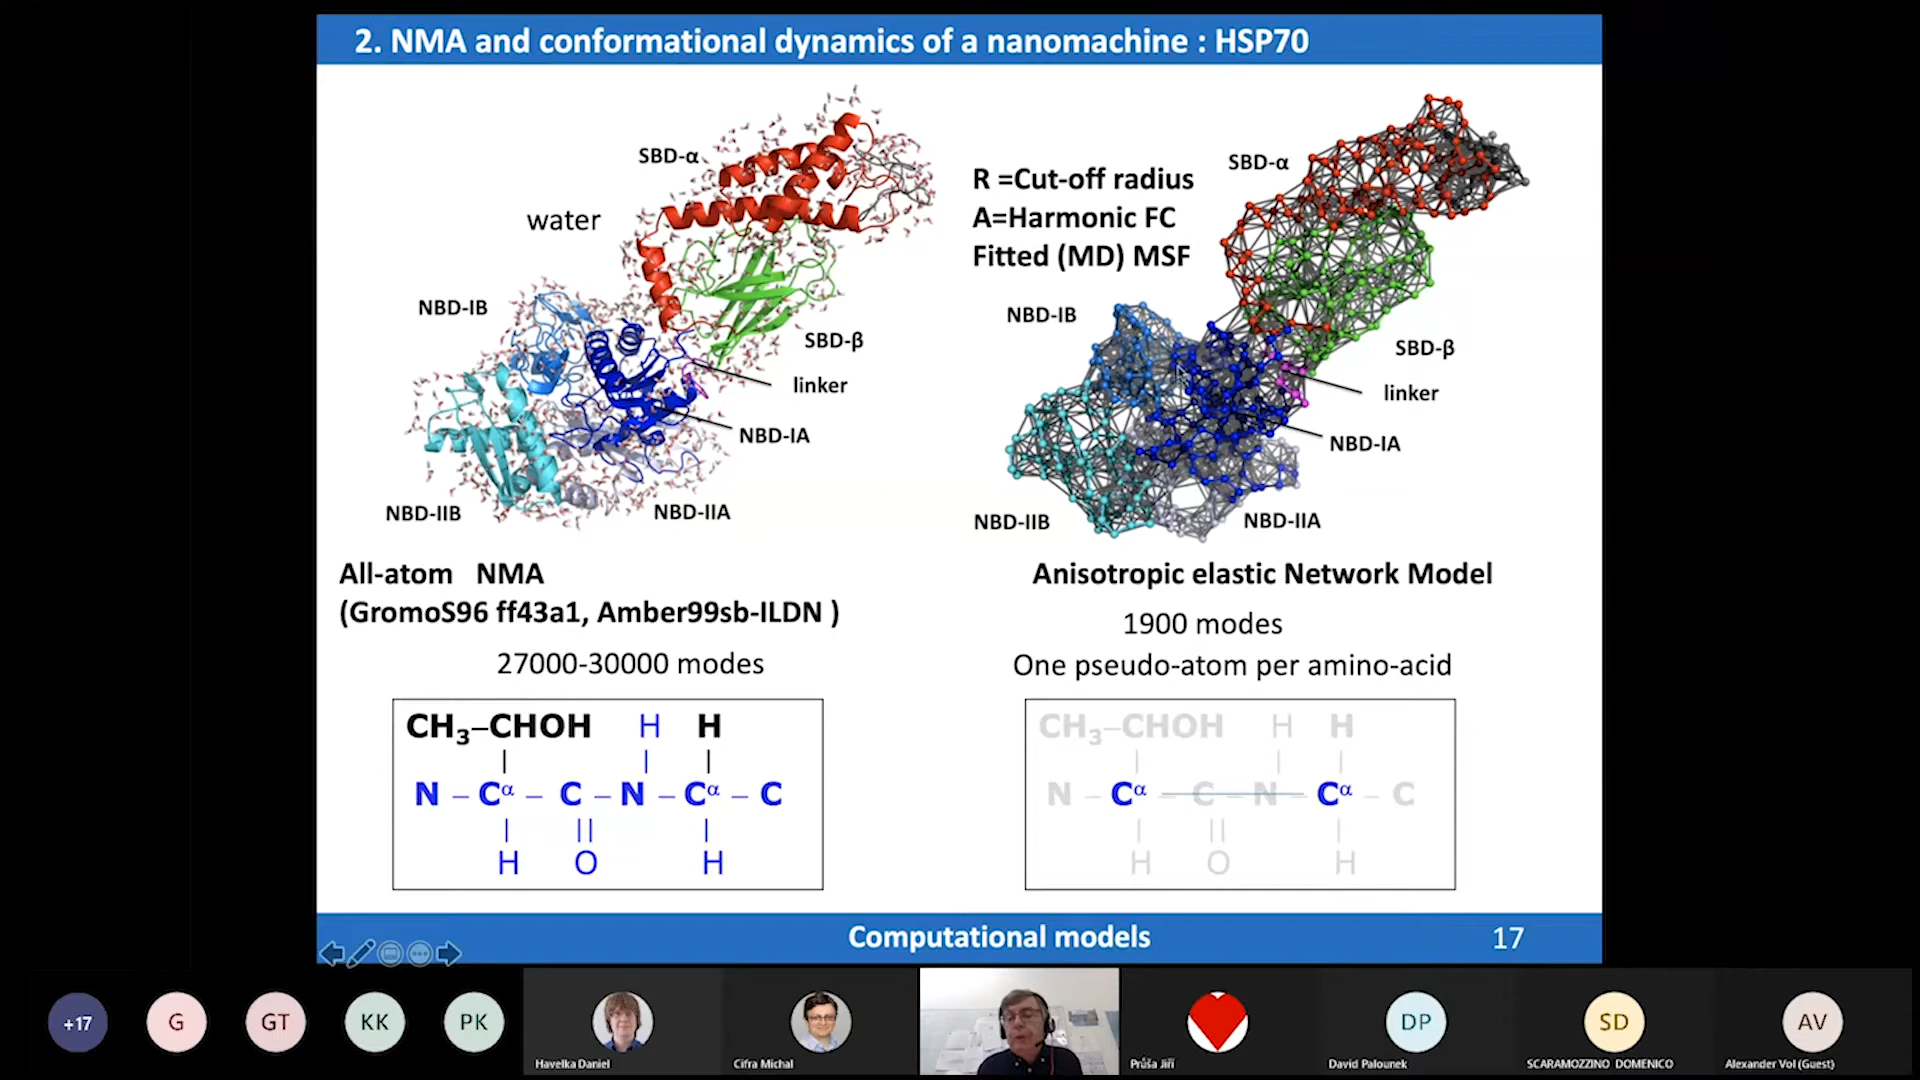 2. NMA and conformational dynamics of a nanomachine : HSP70
SBD-α
water
NBD-IB
SBD-β
linker
NBD-IA
NBD-IIB
NBD-IIA
R =Cut-off radius
A=Harmonic FC
Fitted (MD) MSF
SBD-α
NBD-IB
SBD-β
linker
NBD-IA
NBD-IIB
NBD-IIA
All-atom NMA
(GromoS96 ff43a1, Amber99sb-ILDN )
27000-30000 modes
CH₃–CHOH H H
N – Cα – C – N – Cα – C
H O H
Anisotropic elastic Network Model
1900 modes
One pseudo-atom per amino-acid
CH₃–CHOH H H
N – Cα – C – N – Cα – C
H O H
Computational models
17
+17
G
GT
KK
PK
DP
SD
AV
Havelka Daniel
Cifra Michal
Průša Jiří
David Palounek
SCARAMOZZINO DOMENICO
Alexander Vol (Guest)